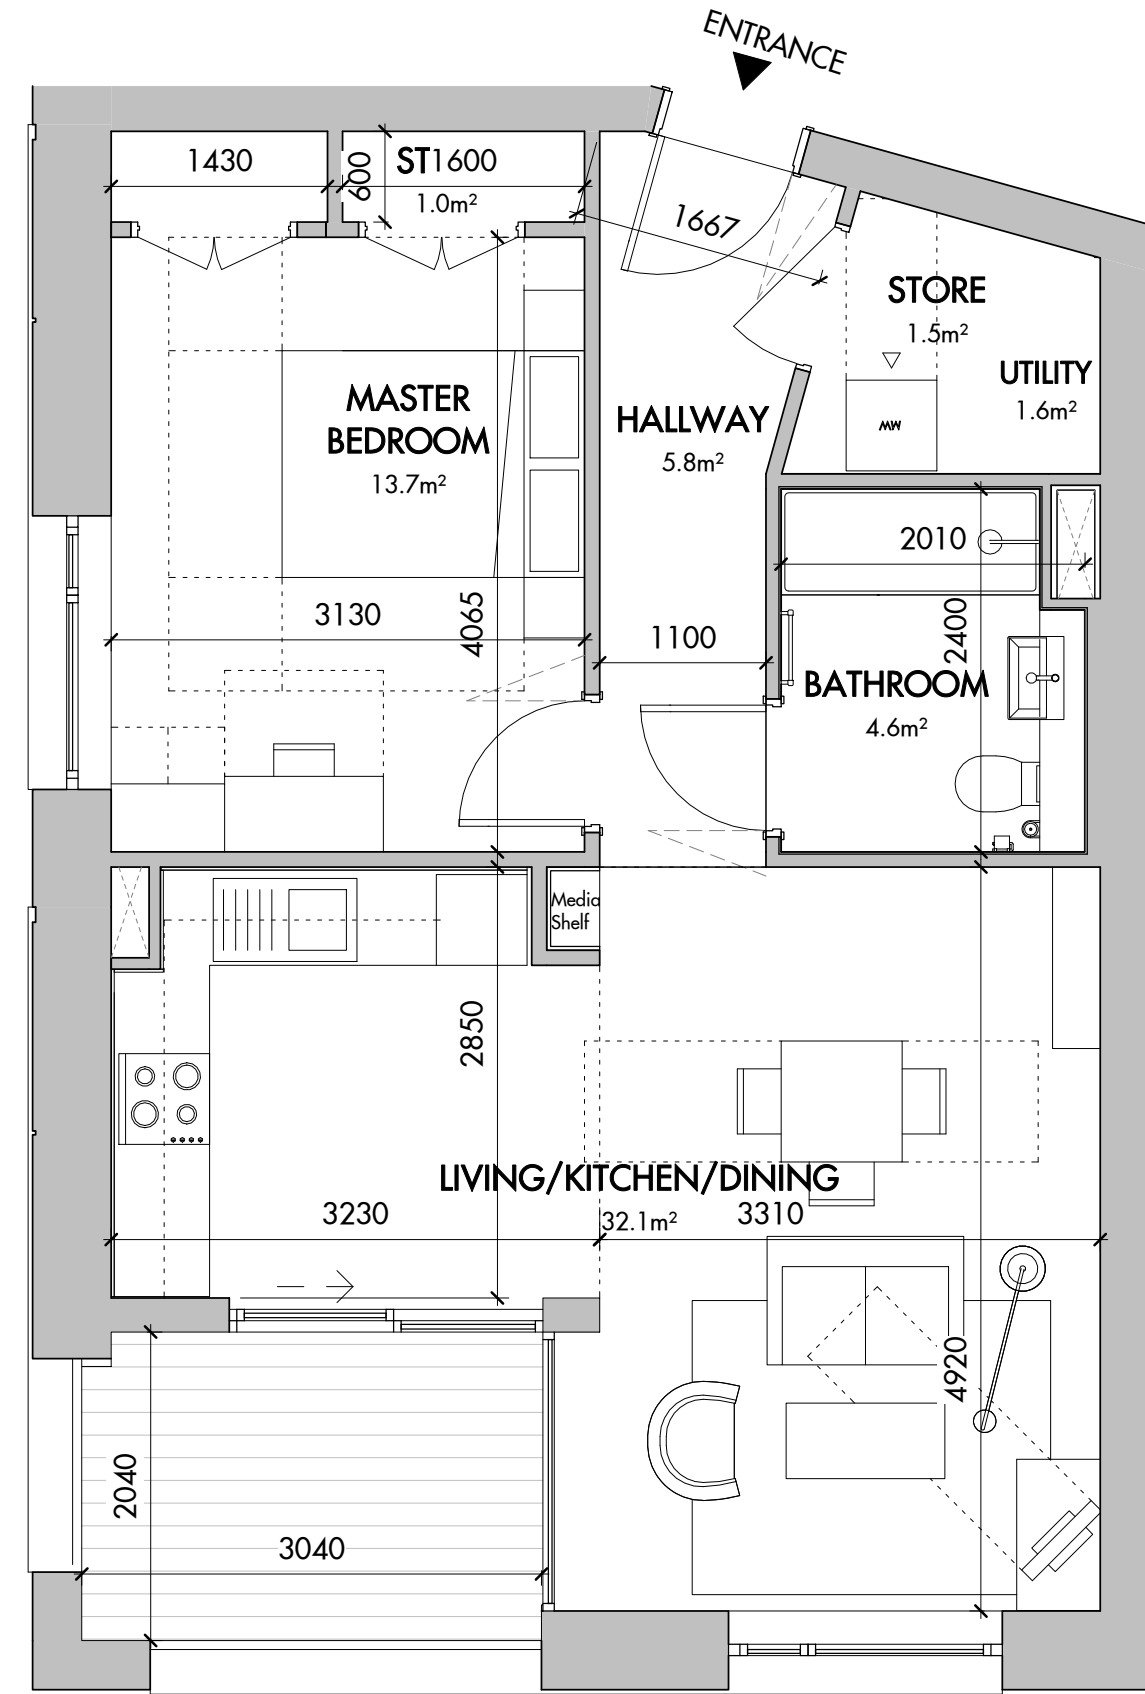 ENTRANCE
1430
600
ST1600
1.0m²
1667
STORE
1.5m²
UTILITY
1.6m²
MW
MASTER
BEDROOM
13.7m²
HALLWAY
5.8m²
2010
3130
4065
1100
2400
BATHROOM
4.6m²
Media
Shelf
2850
LIVING/KITCHEN/DINING
3230
32.1m²
3310
4920
2040
3040